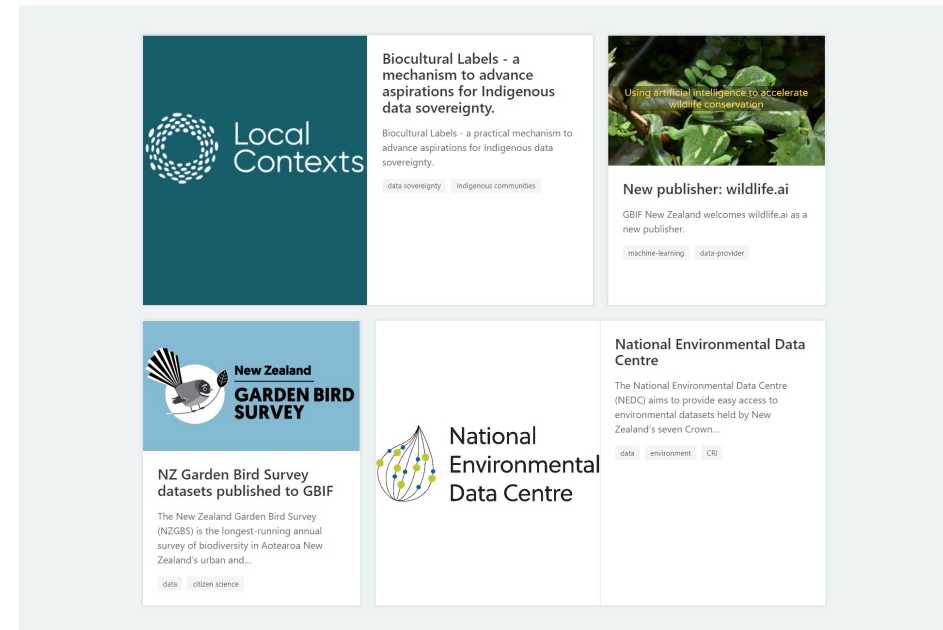 Local
Contexts
Biocultural Labels - a
mechanism to advance
aspirations for Indigenous
data sovereignty.
Biocultural Labels - a practical mechanism to
advance aspirations for Indigenous data
sovereignty.
data sovereignty indigenous communities
Using artificial intelligence to accelerate
wildlife conservation
New publisher: wildlife.ai
GBIF New Zealand welcomes wildlife.ai as a
new publisher.
machine-learning data-provider
New Zealand
GARDEN BIRD
SURVEY
NZ Garden Bird Survey
datasets published to GBIF
The New Zealand Garden Bird Survey
(NZGBS) is the longest-running annual
survey of biodiversity in Aotearoa New
Zealand's urban and...
data citizen science
National
Environmental
Data Centre
National Environmental Data
Centre
The National Environmental Data Centre
(NEDC) aims to provide easy access to
environmental datasets held by New
Zealand's seven Crown...
data environment CRI